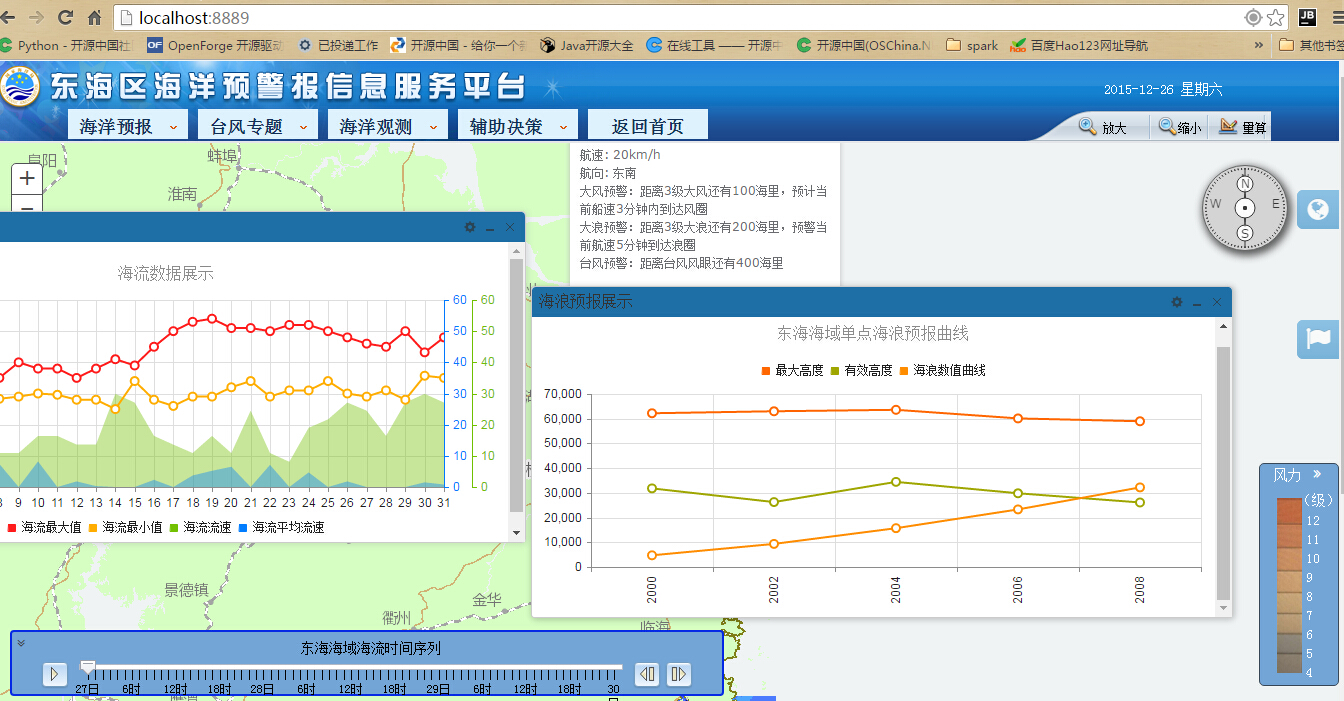 localhost:8889
Python - 开源中国社
OpenForge 开源驱动
已投递工作
开源中国 - 给你一个
Java开源大全
在线工具 —— 开源中
开源中国(OSChina.N
spark
百度Hao123网址导航
»
其他书签
东海区海洋预警报信息服务平台
2015-12-26 星期六
海洋预报
台风专题
海洋观测
辅助决策
返回首页
放大
缩小
量算
阜阳
蚌埠
淮南
+
−
航速: 20km/h
航向: 东南
大风预警: 距离3级大风还有100海里，预计当
前船速3分钟内到达风圈
大浪预警: 距离3级大浪还有200海里，预警当
前航速5分钟到达浪圈
台风预警: 距离台风风眼还有400海里
N
W
E
S
海流数据展示
60 60
50 50
40 40
30 30
20 20
10 10
0 0
9 10 11 12 13 14 15 16 17 18 19 20 21 22 23 24 25 26 27 28 29 30 31
海流最大值 海流最小值 海流流速 海流平均流速
海浪预报展示
东海海域单点海浪预报曲线
最大高度 有效高度 海浪数值曲线
70,000
60,000
50,000
40,000
30,000
20,000
10,000
0
2000 2002 2004 2006 2008
风力 »
(级)
12
11
10
9
8
7
6
5
4
景德镇
衢州
金华
临海
东海海域海流时间序列
27日 6时 12时 18时 28日 6时 12时 18时 29日 6时 12时 18时 30
日